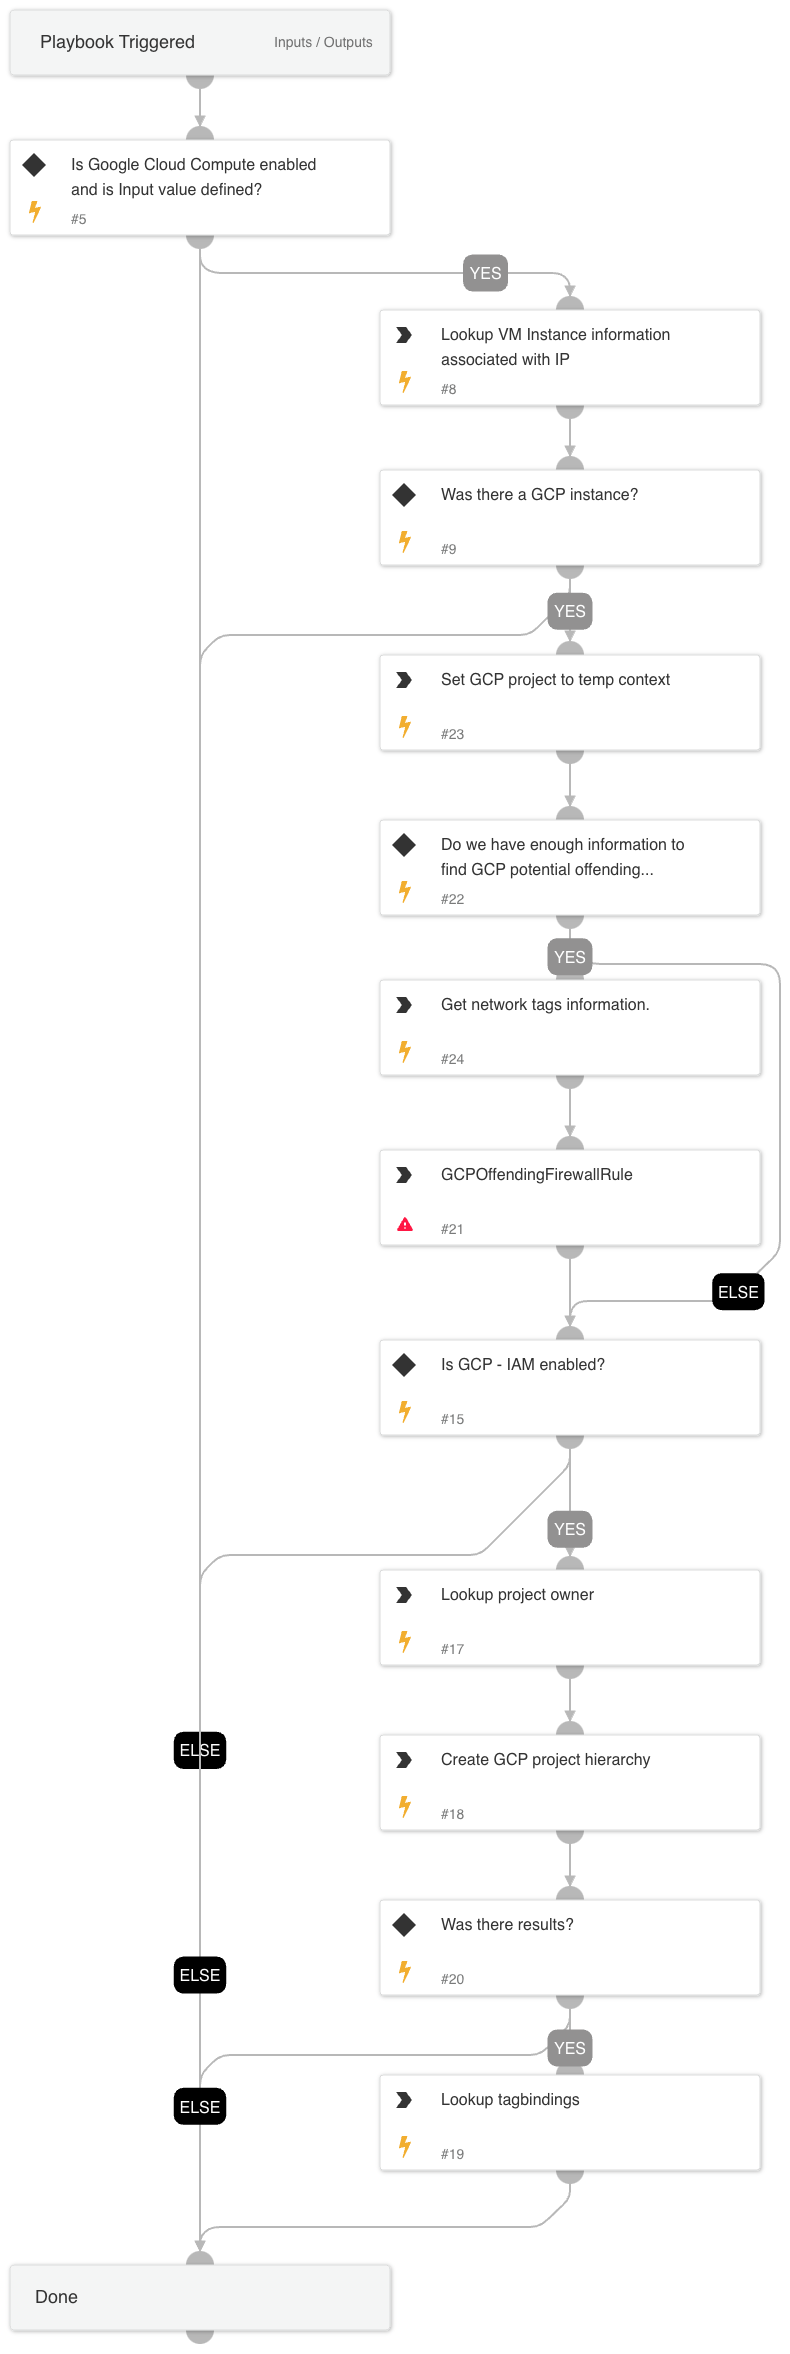 Playbook Triggered
Inputs / Outputs
Is Google Cloud Compute enabled
and is Input value defined?
#5
YES
Lookup VM Instance information
associated with IP
#8
Was there a GCP instance?
#9
YES
Set GCP project to temp context
#23
Do we have enough information to
find GCP potential offending...
#22
YES
Get network tags information.
#24
GCPOffendingFirewallRule
#21
ELSE
Is GCP - IAM enabled?
#15
YES
Lookup project owner
#17
ELSE
Create GCP project hierarchy
#18
Was there results?
#20
ELSE
YES
ELSE
Lookup tagbindings
#19
Done